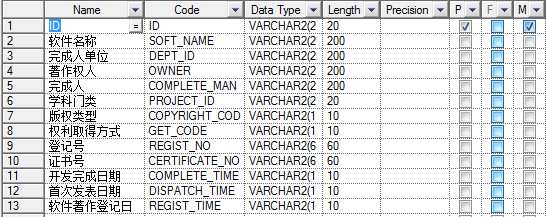 Name Code Data Type Length Precision P F M
1 ID = ID VARCHAR2(2 20
2 软件名称 SOFT_NAME VARCHAR2(2 200
3 完成人单位 DEPT_ID VARCHAR2(2 200
4 著作权人 OWNER VARCHAR2(2 200
5 完成人 COMPLETE_MAN VARCHAR2(2 200
6 学科门类 PROJECT_ID VARCHAR2(2 20
7 版权类型 COPYRIGHT_COD VARCHAR2(1 10
8 权利取得方式 GET_CODE VARCHAR2(1 10
9 登记号 REGIST_NO VARCHAR2(6 60
10 证书号 CERTIFICATE_NO VARCHAR2(6 60
11 开发完成日期 COMPLETE_TIME VARCHAR2(1 10
12 首次发表日期 DISPATCH_TIME VARCHAR2(1 10
13 软件著作登记日 REGIST_TIME VARCHAR2(1 10